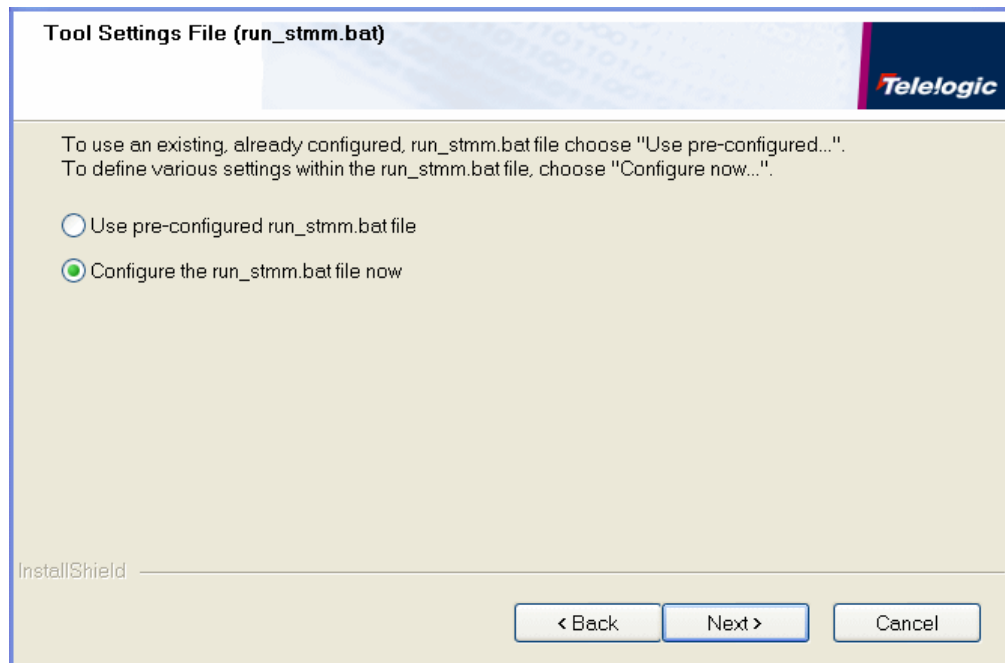 Tool Settings File (run_stmm.bat)
Telelogic
To use an existing, already configured, run_stmm.bat file choose "Use pre-configured...".
To define various settings within the run_stmm.bat file, choose "Configure now...".
Use pre-configured run_stmm.bat file
Configure the run_stmm.bat file now
InstallShield
< Back
Next >
Cancel